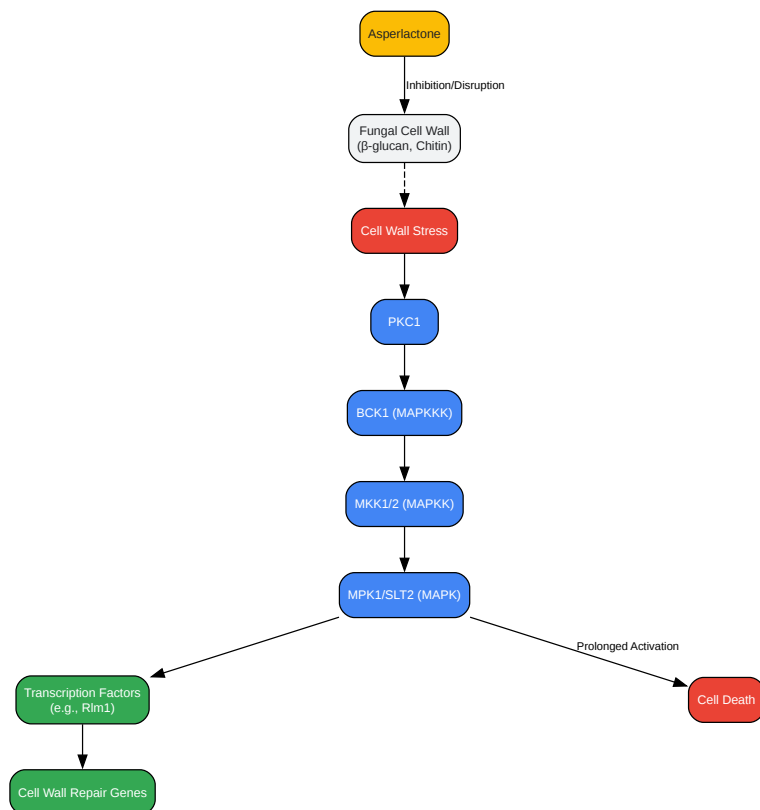 Asperlactone
Inhibition/Disruption
Fungal Cell Wall
(β-glucan, Chitin)
Cell Wall Stress
PKC1
BCK1 (MAPKKK)
MKK1/2 (MAPKK)
MPK1/SLT2 (MAPK)
Prolonged Activation
Transcription Factors
(e.g., Rlm1)
Cell Death
Cell Wall Repair Genes